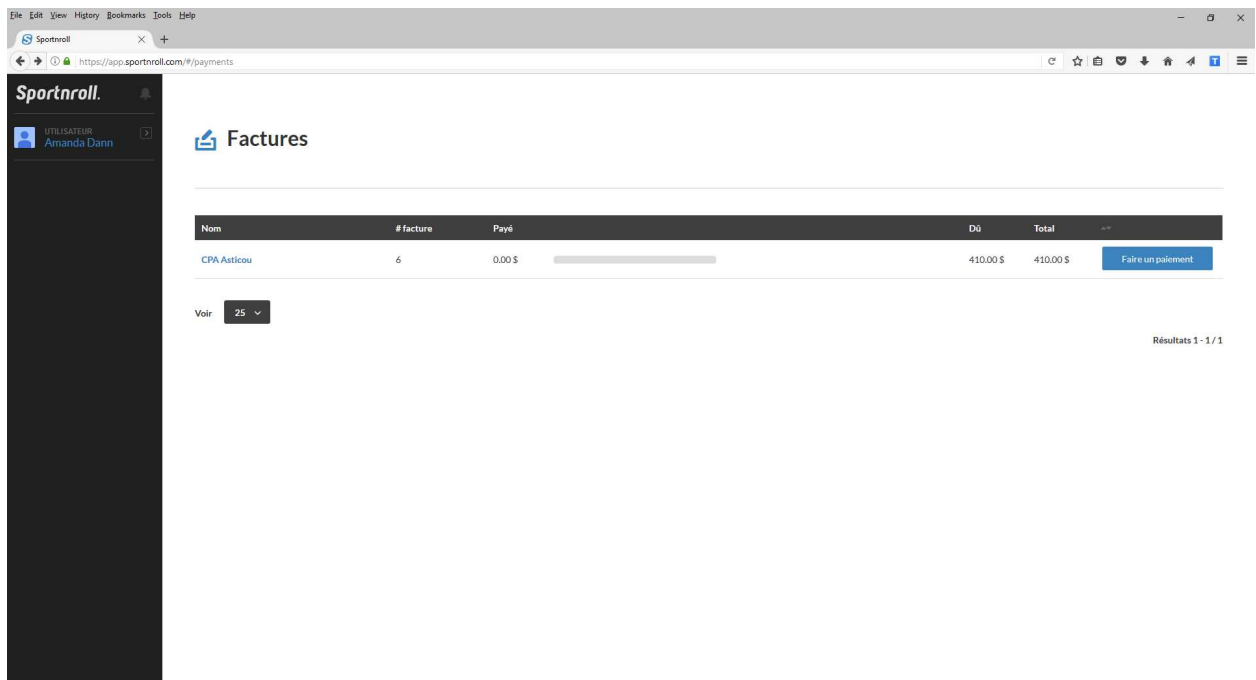 File Edit View History Bookmarks Tools Help
Sportnroll
https://app.sportnroll.com/#/payments
Sportnroll.
UTILISATEUR
Amanda Dann
Factures
Nom # facture Payé Dû Total
CPA Asticou 6 0.00 $ 410.00 $ 410.00 $ Faire un paiement
Voir 25
Résultats 1 - 1 / 1